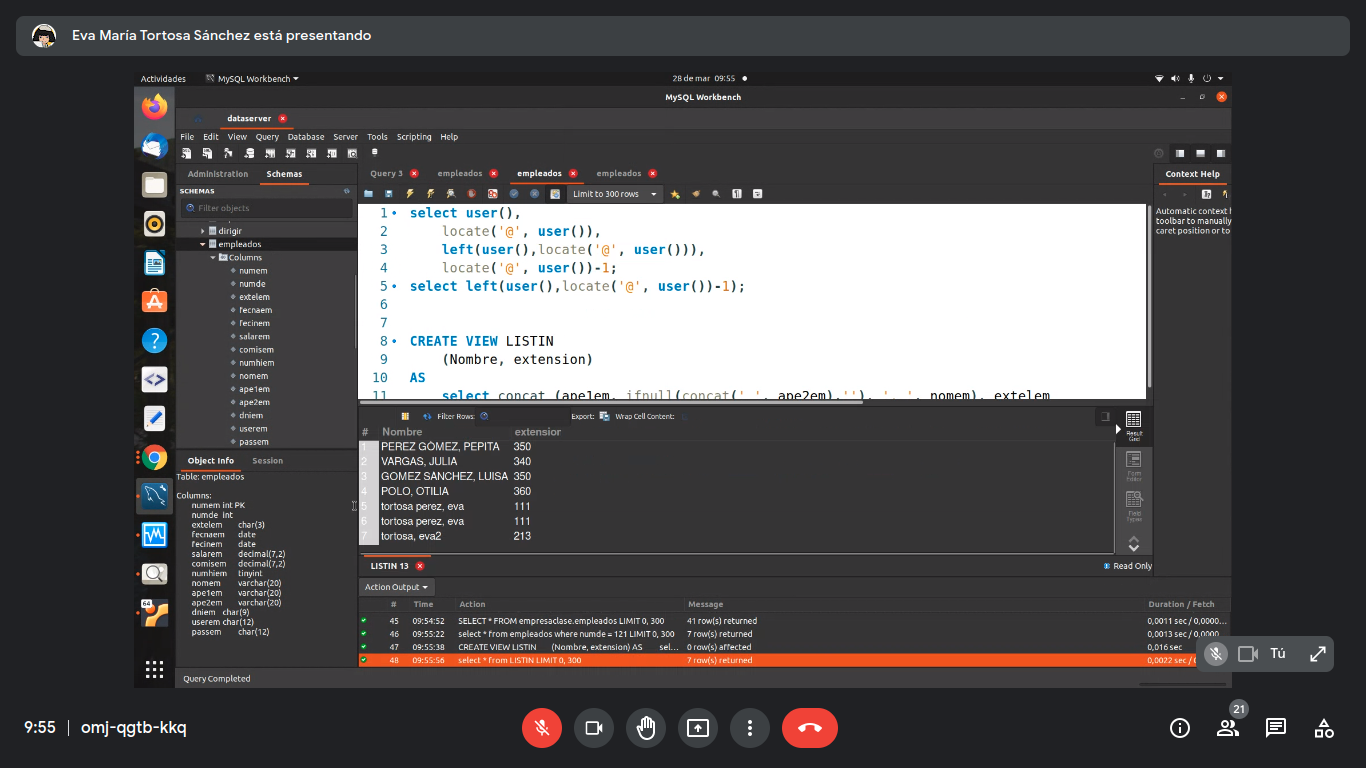 Eva María Tortosa Sánchez está presentando
Actividades MySQL Workbench 28 de mar 09:55
MySQL Workbench
dataserver
File Edit View Query Database Server Tools Scripting Help
Administration Schemas
Query 3 empleados empleados empleados
Context Help
SCHEMAS
Filter objects
Limit to 300 rows
dirigir
empleados
Columns
numem
numde
extelem
fecnaem
fecinem
salarem
comisem
numhiem
nomem
ape1em
ape2em
dniem
userem
passem
1 select user(),
2 locate('@', user()),
3 left(user(),locate('@', user())),
4 locate('@', user())-1;
5 select left(user(),locate('@', user())-1);
6
7
8 CREATE VIEW LISTIN
9 (Nombre, extension)
10 AS
11 select concat (ape1em, ifnull(concat(' ', ape2em),''), ', ', nomem), extelem
Automatic context h
toolbar to manually
caret position or to
Filter Rows: Export: Wrap Cell Content:
# Nombre extension
1 PEREZ GÓMEZ, PEPITA 350
2 VARGAS, JULIA 340
3 GOMEZ SANCHEZ, LUISA 350
4 POLO, OTILIA 360
5 tortosa perez, eva 111
6 tortosa perez, eva 111
7 tortosa, eva2 213
Result Grid
Form Editor
Field Types
LISTIN 13
Read Only
Object Info Session
Table: empleados
Columns:
numem int PK
numde int
extelem char(3)
fecnaem date
fecinem date
salarem decimal(7,2)
comisem decimal(7,2)
numhiem tinyint
nomem varchar(20)
ape1em varchar(20)
ape2em varchar(20)
dniem char(9)
userem char(12)
passem char(12)
Action Output
# Time Action Message Duration / Fetch
45 09:54:52 SELECT * FROM empresaclase.empleados LIMIT 0, 300 41 row(s) returned 0,0011 sec / 0,0000...
46 09:55:22 select * from empleados where numde = 121 LIMIT 0, 300 7 row(s) returned 0,0013 sec / 0,0000
47 09:55:38 CREATE VIEW LISTIN (Nombre, extension) AS sel... 0 row(s) affected 0,016 sec
48 09:55:56 select * from LISTIN LIMIT 0, 300 7 row(s) returned 0,0022 sec /
Query Completed
64
Tú
9:55 | omj-qgtb-kkq
21